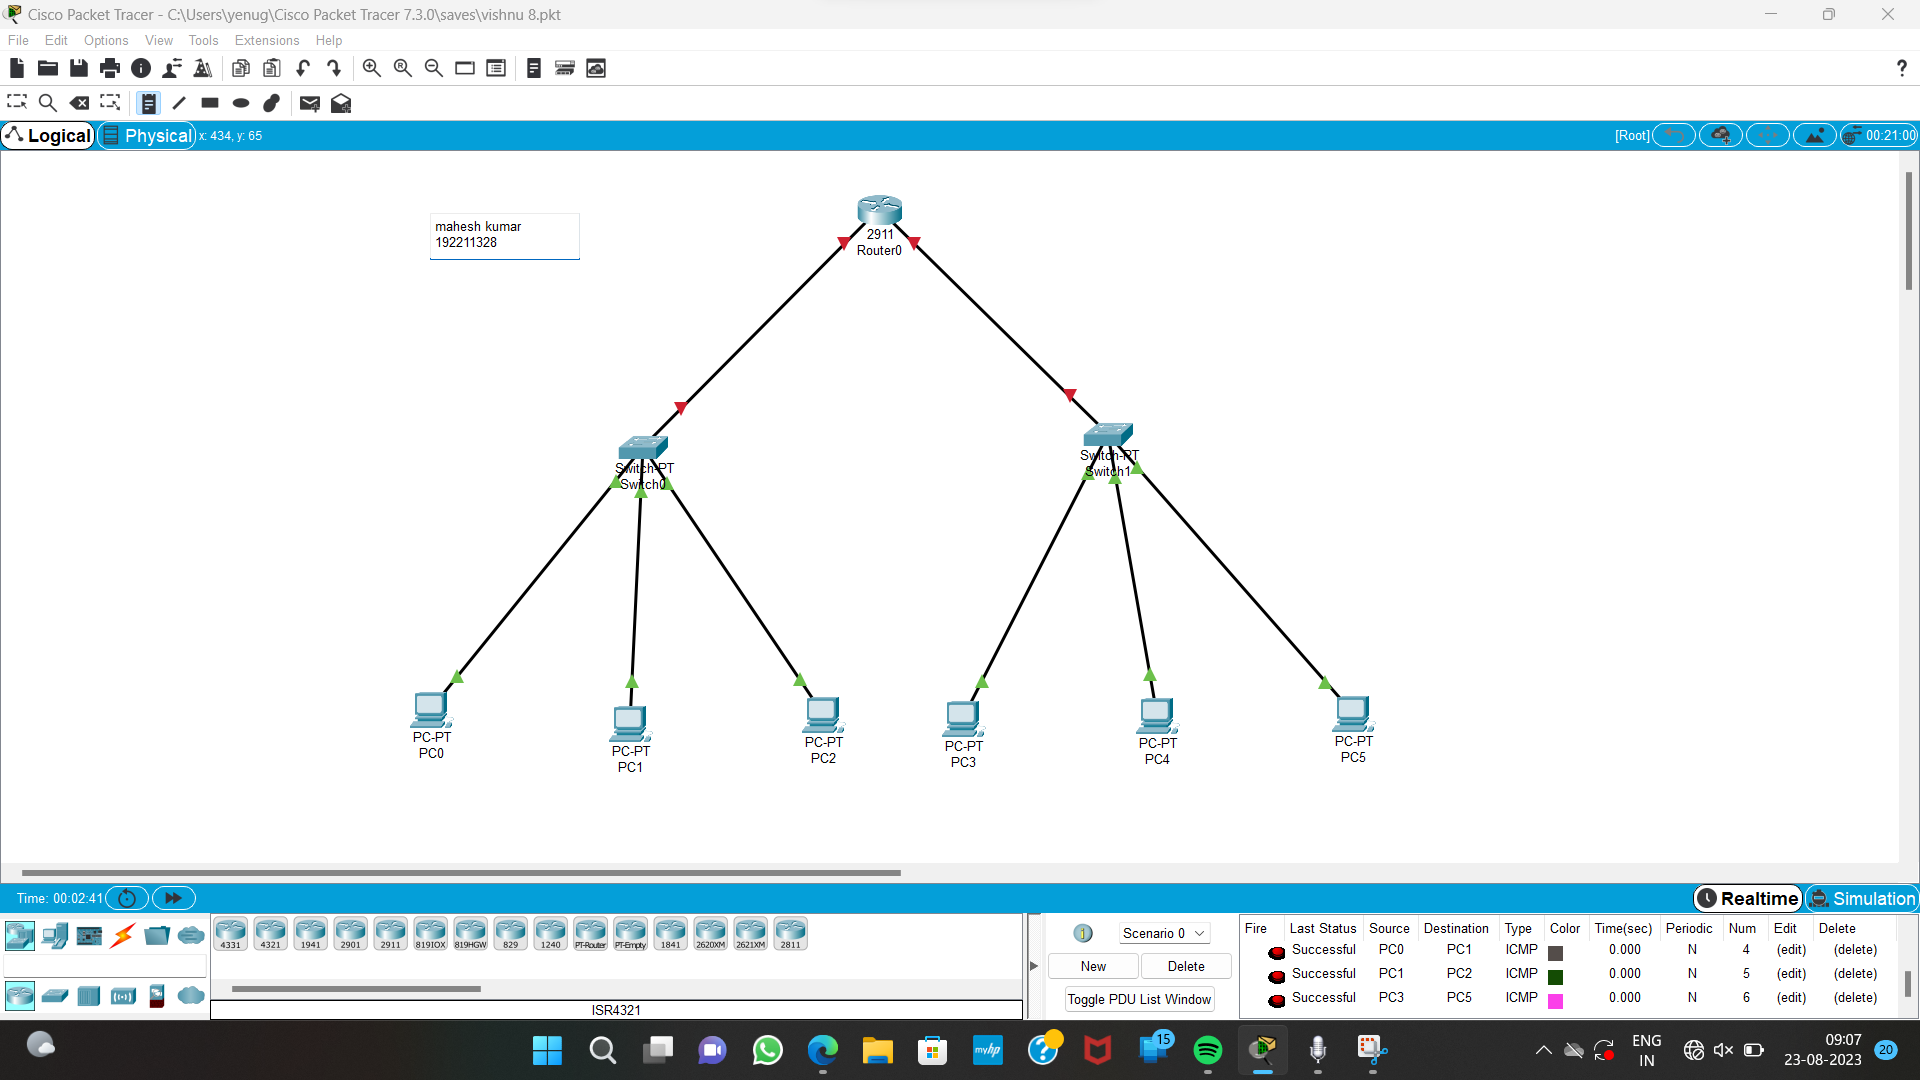 Cisco Packet Tracer - C:\Users\yenug\Cisco Packet Tracer 7.3.0\saves\vishnu 8.pkt
File Edit Options View Tools Extensions Help
?
Logical Physical x: 434, y: 65 [Root] 00:21:00
mahesh kumar
192211328
2911
Router0
Switch-PT
Switch0
Switch-PT
Switch1
PC-PT
PC0
PC-PT
PC1
PC-PT
PC2
PC-PT
PC3
PC-PT
PC4
PC-PT
PC5
Time: 00:02:41 Realtime Simulation
4331 4321 1941 2901 2911 819IOX 819HGW 829 1240 PT-Router PT-Empty 1841 2620XM 2621XM 2811
ISR4321
Scenario 0
New Delete
Toggle PDU List Window
Fire Last Status Source Destination Type Color Time(sec) Periodic Num Edit Delete
Successful PC0 PC1 ICMP 0.000 N 4 (edit) (delete)
Successful PC1 PC2 ICMP 0.000 N 5 (edit) (delete)
Successful PC3 PC5 ICMP 0.000 N 6 (edit) (delete)
myhp
?
15
ENG
IN
09:07
23-08-2023
20